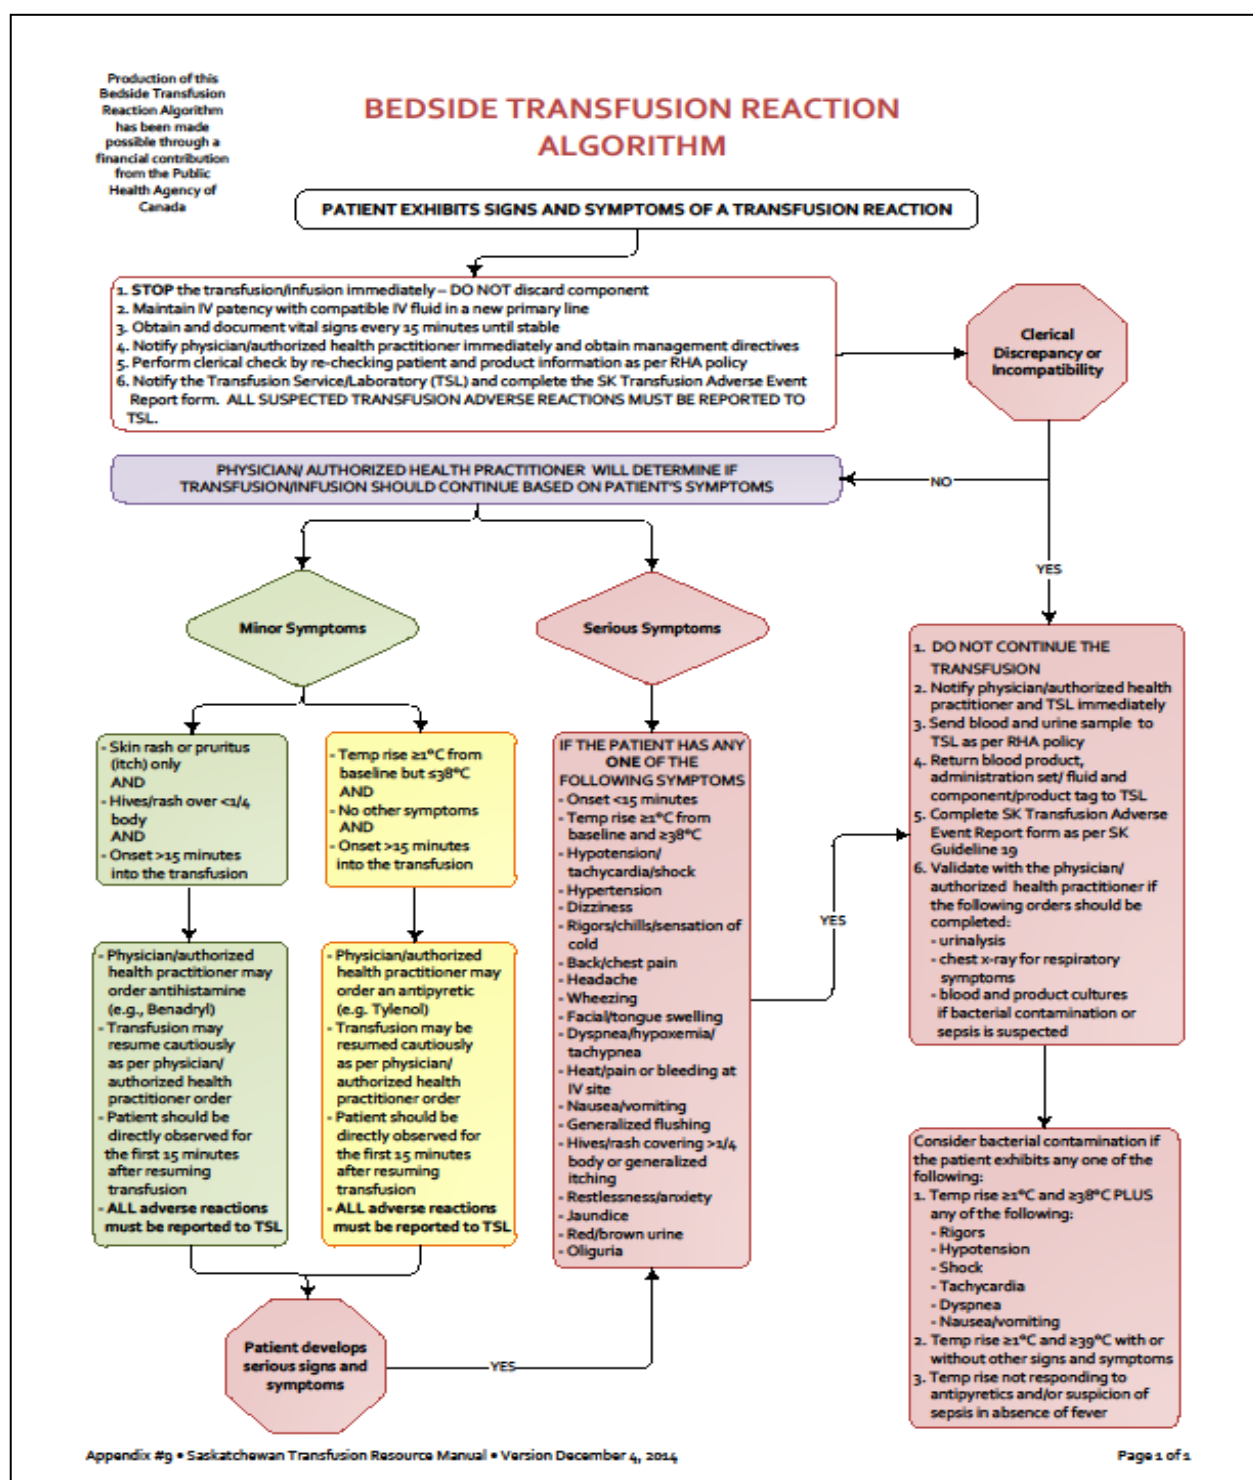 Production of this
Bedside Transfusion
Reaction Algorithm
has been made
possible through a
financial contribution
from the Public
Health Agency of
Canada
BEDSIDE TRANSFUSION REACTION
ALGORITHM
PATIENT EXHIBITS SIGNS AND SYMPTOMS OF A TRANSFUSION REACTION
1. STOP the transfusion/infusion immediately – DO NOT discard component
2. Maintain IV patency with compatible IV fluid in a new primary line
3. Obtain and document vital signs every 15 minutes until stable
4. Notify physician/authorized health practitioner immediately and obtain management directives
5. Perform clerical check by re-checking patient and product information as per RHA policy
6. Notify the Transfusion Service/Laboratory (TSL) and complete the SK Transfusion Adverse Event
Report form. ALL SUSPECTED TRANSFUSION ADVERSE REACTIONS MUST BE REPORTED TO
TSL.
Clerical
Discrepancy or
Incompatibility
PHYSICIAN/ AUTHORIZED HEALTH PRACTITIONER WILL DETERMINE IF
TRANSFUSION/INFUSION SHOULD CONTINUE BASED ON PATIENT'S SYMPTOMS
NO
YES
Minor Symptoms
Serious Symptoms
- Skin rash or pruritus
(itch) only
AND
- Hives/rash over <1/4
body
AND
- Onset >15 minutes
into the transfusion
- Temp rise ≥1°C from
baseline but ≤38°C
AND
- No other symptoms
AND
- Onset >15 minutes
into the transfusion
- Physician/authorized
health practitioner may
order antihistamine
(e.g., Benadryl)
- Transfusion may
resume cautiously
as per physician/
authorized health
practitioner order
- Patient should be
directly observed for
the first 15 minutes
after resuming
transfusion
- ALL adverse reactions
must be reported to TSL
- Physician/authorized
health practitioner may
order an antipyretic
(e.g. Tylenol)
- Transfusion may be
resumed cautiously
as per physician/
authorized health
practitioner order
- Patient should be
directly observed for
the first 15 minutes
after resuming
transfusion
- ALL adverse reactions
must be reported to TSL
IF THE PATIENT HAS ANY
ONE OF THE
FOLLOWING SYMPTOMS
- Onset <15 minutes
- Temp rise ≥1°C from
baseline and ≥38°C
- Hypotension/
tachycardia/shock
- Hypertension
- Dizziness
- Rigors/chills/sensation of
cold
- Back/chest pain
- Headache
- Wheezing
- Facial/tongue swelling
- Dyspnea/hypoxemia/
tachypnea
- Heat/pain or bleeding at
IV site
- Nausea/vomiting
- Generalized flushing
- Hives/rash covering >1/4
body or generalized
itching
- Restlessness/anxiety
- Jaundice
- Red/brown urine
- Oliguria
YES
1. DO NOT CONTINUE THE
TRANSFUSION
2. Notify physician/authorized health
practitioner and TSL immediately
3. Send blood and urine sample to
TSL as per RHA policy
4. Return blood product,
administration set/ fluid and
component/product tag to TSL
5. Complete SK Transfusion Adverse
Event Report form as per SK
Guideline 19
6. Validate with the physician/
authorized health practitioner if
the following orders should be
completed:
- urinalysis
- chest x-ray for respiratory
symptoms
- blood and product cultures
if bacterial contamination or
sepsis is suspected
Consider bacterial contamination if
the patient exhibits any one of the
following:
1. Temp rise ≥1°C and ≥38°C PLUS
any of the following:
- Rigors
- Hypotension
- Shock
- Tachycardia
- Dyspnea
- Nausea/vomiting
2. Temp rise ≥1°C and ≥39°C with or
without other signs and symptoms
3. Temp rise not responding to
antipyretics and/or suspicion of
sepsis in absence of fever
Patient develops
serious signs and
symptoms
YES
Appendix #9 • Saskatchewan Transfusion Resource Manual • Version December 4, 2014
Page 1 of 1